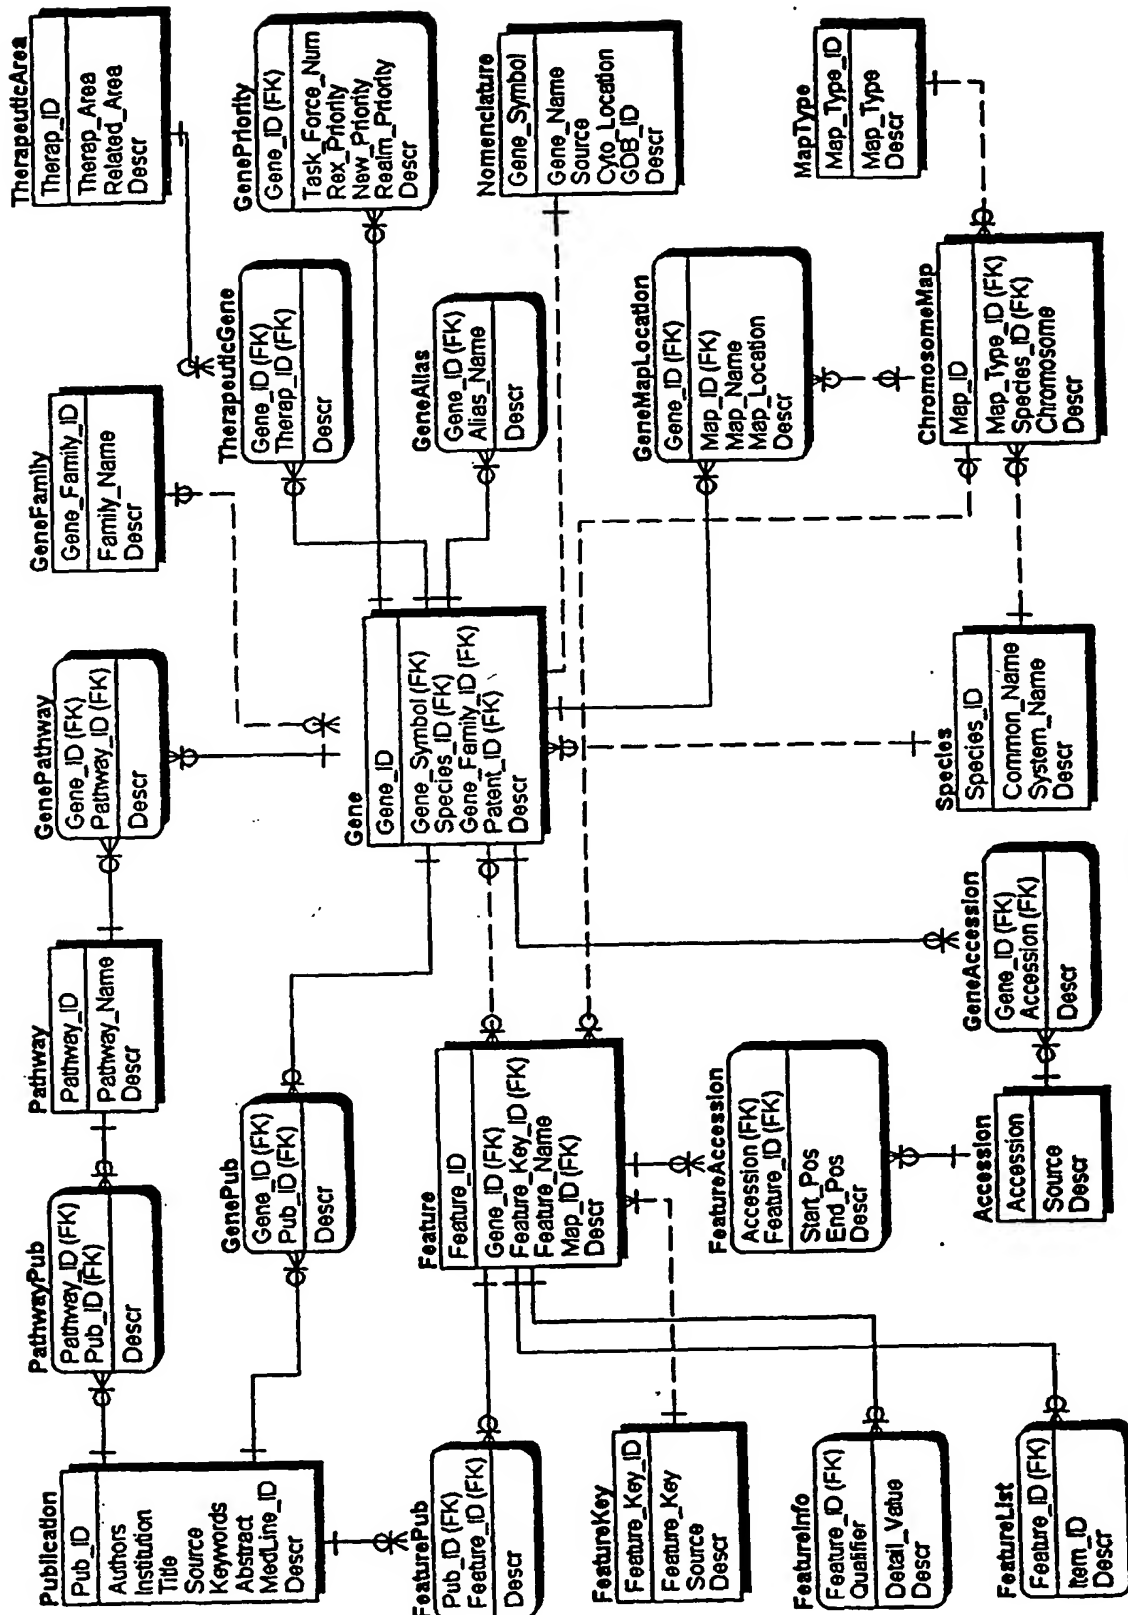 Publication
Pub_ID
Authors
Institution
Title
Source
Keywords
Abstract
MedLine_ID
Descr
PathwayPub
Pathway_ID (FK)
Pub_ID (FK)
Descr
Pathway
Pathway_ID
Pathway_Name
Descr
GenePathway
Gene_ID (FK)
Pathway_ID (FK)
Descr
GeneFamily
Gene_Family_ID
Family_Name
Descr
TherapeuticArea
Therap_ID
Therap_Area
Related_Area
Descr
GenePub
Gene_ID (FK)
Pub_ID (FK)
Descr
TherapeuticGene
Gene_ID (FK)
Therap_ID (FK)
Descr
GenePriority
Gene_ID (FK)
Task_Force_Num
Rex_Priority
New_Priority
Realm_Priority
Descr
FeaturePub
Pub_ID (FK)
Feature_ID (FK)
Descr
Feature
Feature_ID
Gene_ID (FK)
Feature_Key_ID (FK)
Feature_Name
Map_ID (FK)
Descr
Gene
Gene_ID
Gene_Symbol (FK)
Species_ID (FK)
Gene_Family_ID (FK)
Patent_ID (FK)
Descr
GeneAlias
Gene_ID (FK)
Alias_Name
Descr
Nomenclature
Gene_Symbol
Gene_Name
Source
Cyto_Location
GDB_ID
Descr
FeatureKey
Feature_Key_ID
Feature_Key
Source
Descr
FeatureAccession
Accession (FK)
Feature_ID (FK)
Start_Pos
End_Pos
Descr
GeneMapLocation
Gene_ID (FK)
Map_ID (FK)
Map_Name
Map_Location
Descr
MapType
Map_Type_ID
Map_Type
Descr
FeatureInfo
Feature_ID (FK)
Qualifier
Detail_Value
Descr
FeatureList
Feature_ID (FK)
Item_ID
Descr
Accession
Accession
Source
Descr
GeneAccession
Gene_ID (FK)
Accession (FK)
Descr
Species
Species_ID
Common_Name
System_Name
Descr
ChromosomeMap
Map_ID
Map_Type_ID (FK)
Species_ID (FK)
Chromosome
Descr